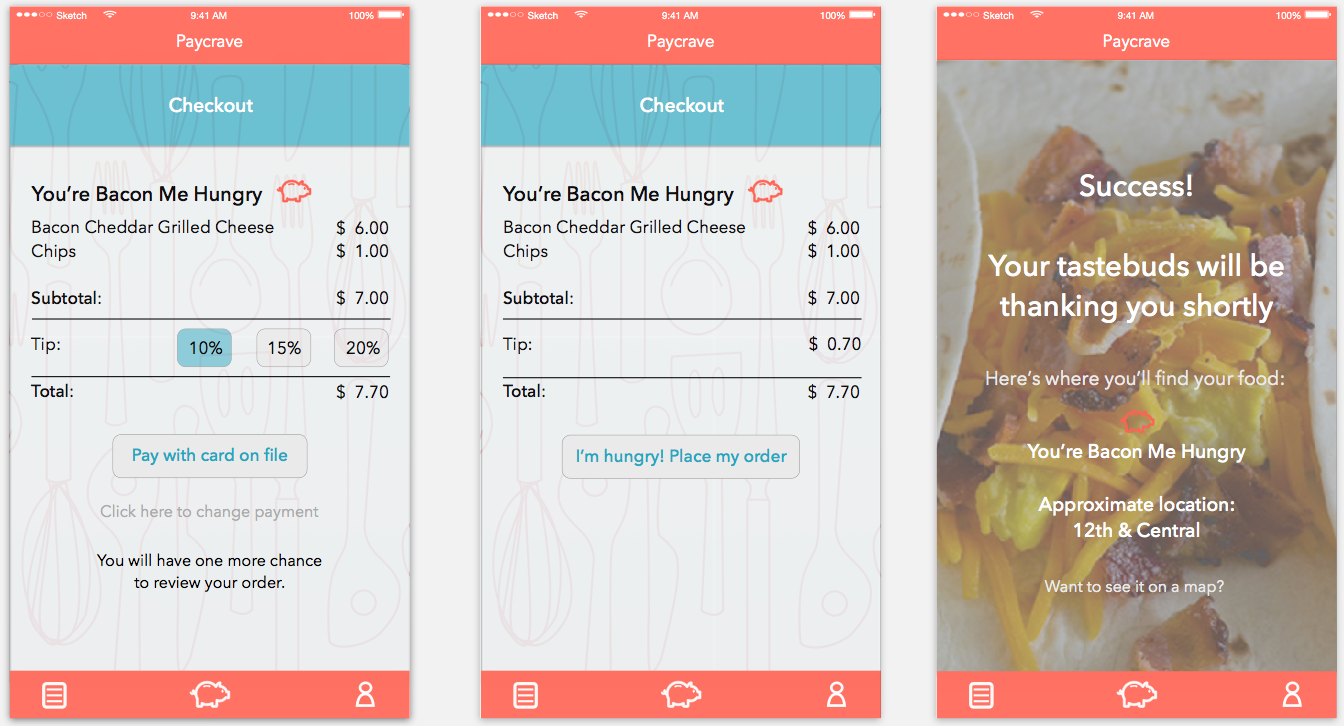 Sketch 9:41 AM 100%
Paycrave
Checkout
You’re Bacon Me Hungry
Bacon Cheddar Grilled Cheese $ 6.00
Chips $ 1.00
Subtotal: $ 7.00
Tip: 10% 15% 20%
Total: $ 7.70
Pay with card on file
Click here to change payment
You will have one more chance
to review your order.
Sketch 9:41 AM 100%
Paycrave
Checkout
You’re Bacon Me Hungry
Bacon Cheddar Grilled Cheese $ 6.00
Chips $ 1.00
Subtotal: $ 7.00
Tip: $ 0.70
Total: $ 7.70
I’m hungry! Place my order
Sketch 9:41 AM 100%
Paycrave
Success!
Your tastebuds will be
thanking you shortly
Here’s where you’ll find your food:
You’re Bacon Me Hungry
Approximate location:
12th & Central
Want to see it on a map?